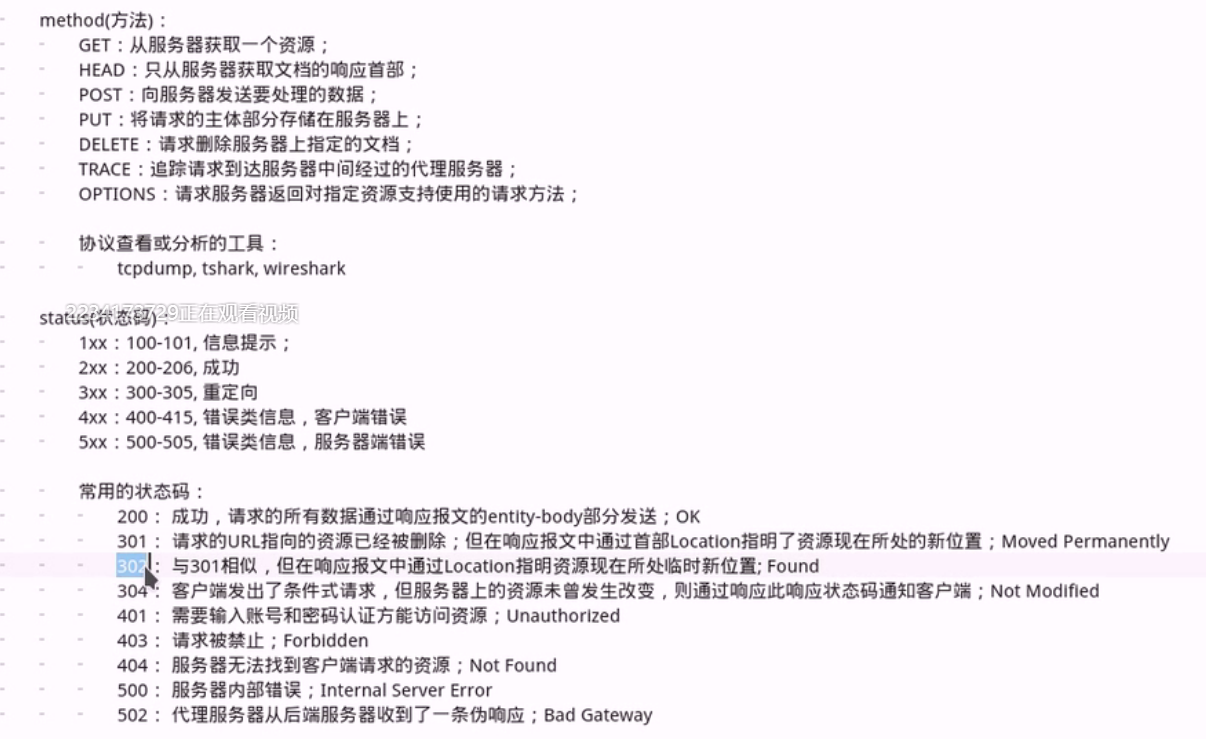 method(方法)：
GET：从服务器获取一个资源；
HEAD：只从服务器获取文档的响应首部；
POST：向服务器发送要处理的数据；
PUT：将请求的主体部分存储在服务器上；
DELETE：请求删除服务器上指定的文档；
TRACE：追踪请求到达服务器中间经过的代理服务器；
OPTIONS：请求服务器返回对指定资源支持使用的请求方法；
协议查看或分析的工具：
tcpdump, tshark, wireshark
正在观看视频
status(状态码)：
1xx：100-101, 信息提示；
2xx：200-206, 成功
3xx：300-305, 重定向
4xx：400-415, 错误类信息，客户端错误
5xx：500-505, 错误类信息，服务器端错误
常用的状态码：
200： 成功，请求的所有数据通过响应报文的entity-body部分发送；OK
301： 请求的URL指向的资源已经被删除；但在响应报文中通过首部Location指明了资源现在所处的新位置；Moved Permanently
302： 与301相似，但在响应报文中通过Location指明资源现在所处临时新位置; Found
304： 客户端发出了条件式请求，但服务器上的资源未曾发生改变，则通过响应此响应状态码通知客户端；Not Modified
401： 需要输入账号和密码认证方能访问资源；Unauthorized
403： 请求被禁止；Forbidden
404： 服务器无法找到客户端请求的资源；Not Found
500： 服务器内部错误；Internal Server Error
502： 代理服务器从后端服务器收到了一条伪响应；Bad Gateway